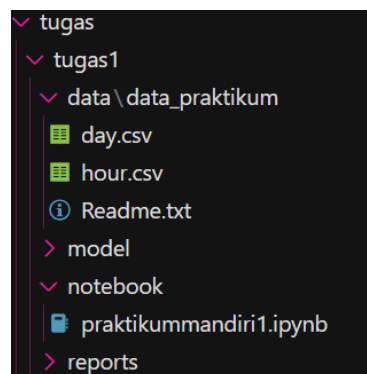 tugas
tugas1
data\data_praktikum
day.csv
hour.csv
Readme.txt
model
notebook
praktikummandiri1.ipynb
reports